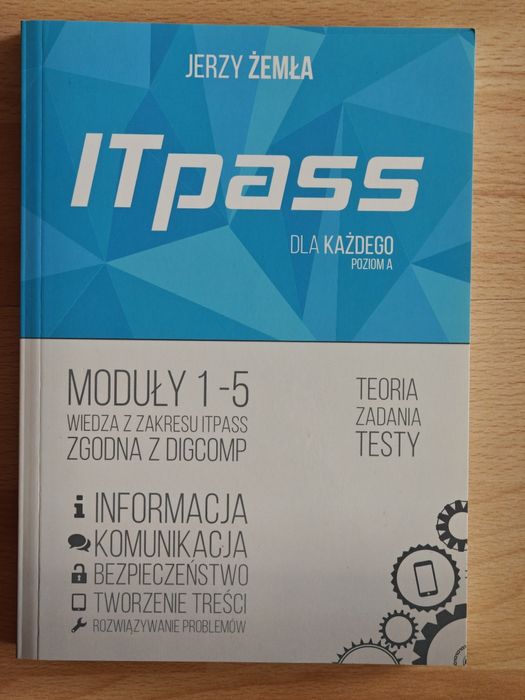 JERZY ŻEMŁA
ITpass
DLA KAŻDEGO
POZIOM A
MODUŁY 1-5
WIEDZA Z ZAKRESU ITPASS
ZGODNA Z DIGCOMP
TEORIA
ZADANIA
TESTY
INFORMACJA
KOMUNIKACJA
BEZPIECZEŃSTWO
TWORZENIE TREŚCI
ROZWIĄZYWANIE PROBLEMÓW